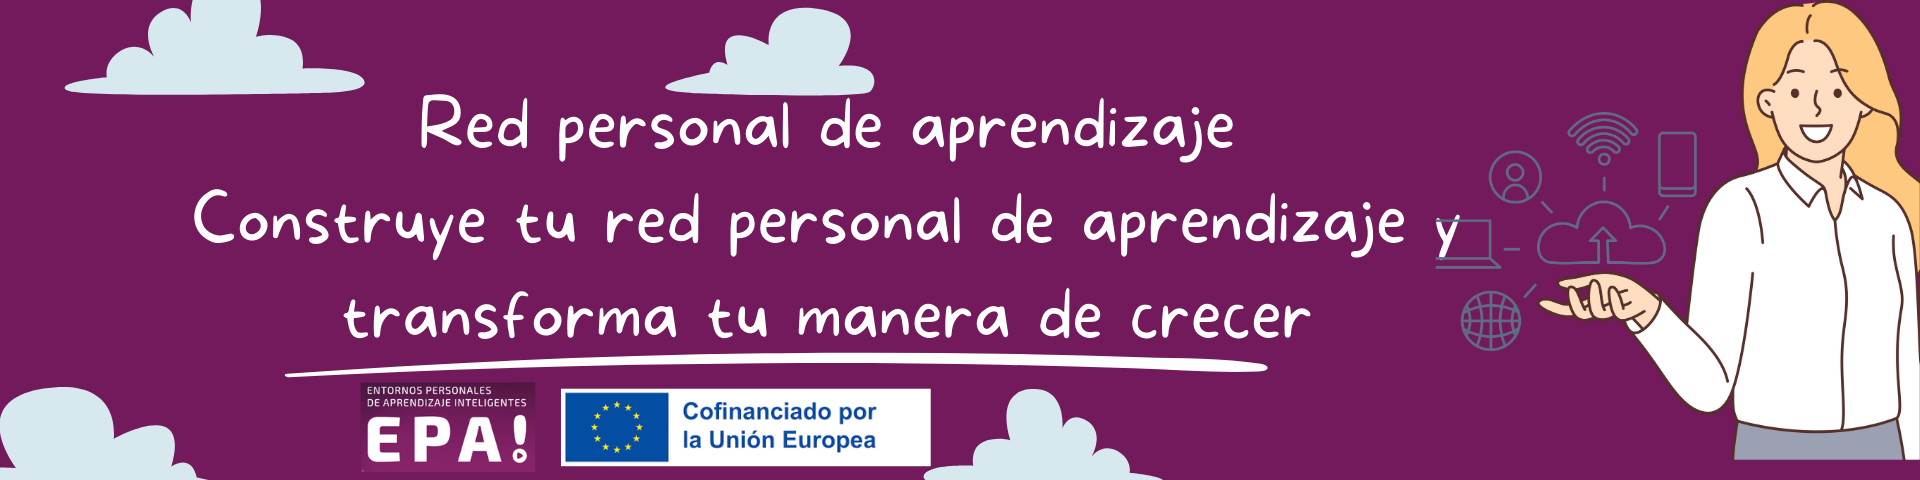 Red personal de aprendizaje
Construye tu red personal de aprendizaje y
transforma tu manera de crecer
ENTORNOS PERSONALES
DE APRENDIZAJE INTELIGENTES
EPA!
Cofinanciado por
la Unión Europea